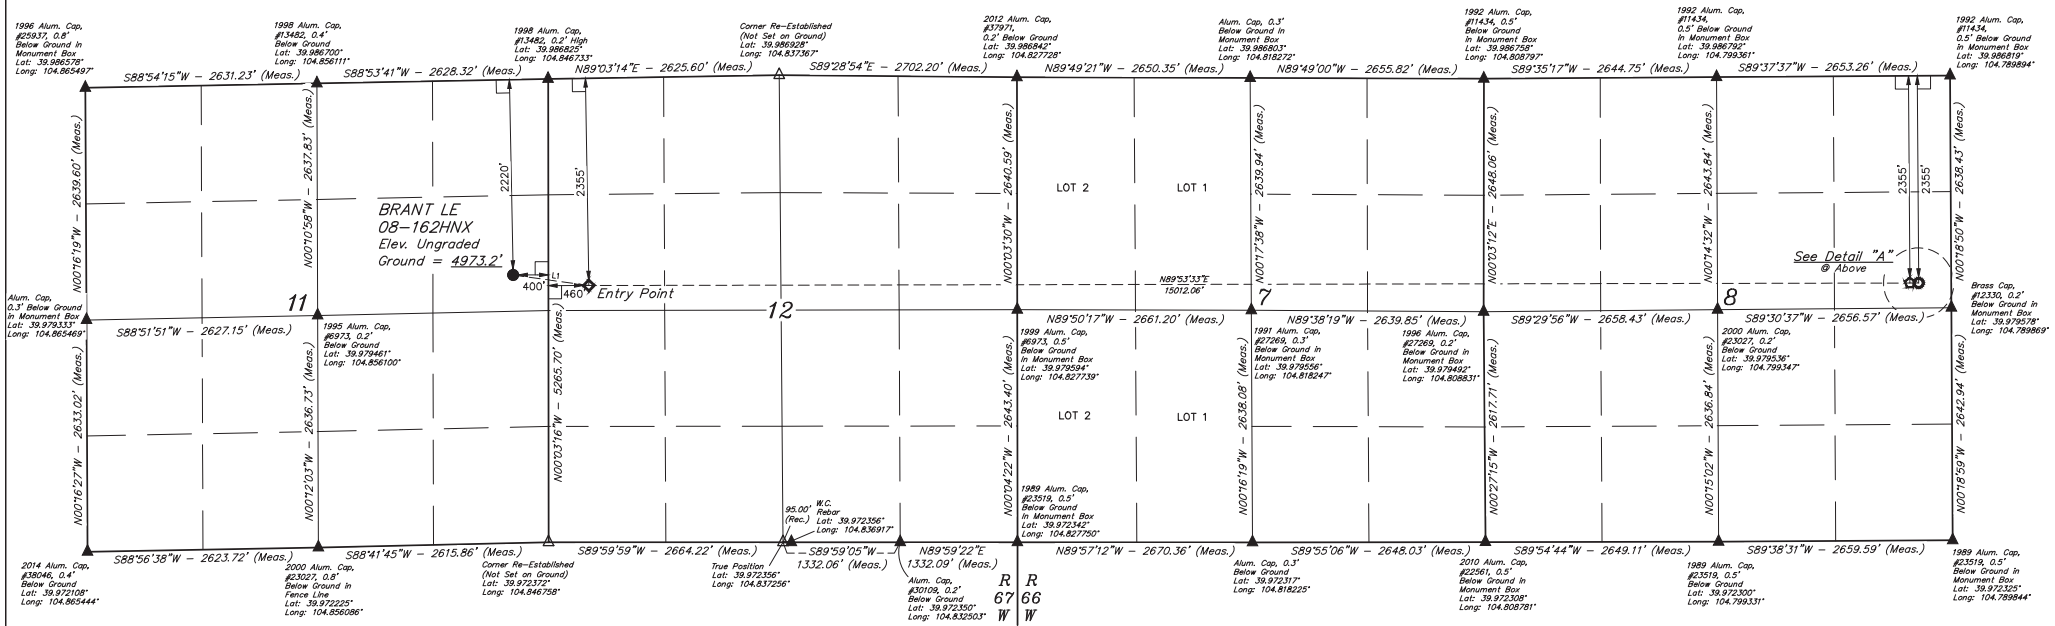 1996 Alum. Cap,
#25937, 0.8'
Below Ground in
Monument Box
Lat: 39.986578°
Long: 104.865497°
1998 Alum. Cap,
#13482, 0.4'
Below Ground
Lat: 39.986700°
Long: 104.856111°
1998 Alum. Cap,
#13482, 0.2' High
Lat: 39.986825°
Long: 104.846733°
Corner Re-Established
(Not Set on Ground)
Lat: 39.986928°
Long: 104.837367°
2012 Alum. Cap,
#37971,
0.2' Below Ground
Lat: 39.986842°
Long: 104.827728°
Alum. Cap, 0.3'
Below Ground in
Monument Box
Lat: 39.986803°
Long: 104.818272°
1992 Alum. Cap,
#11434, 0.5'
Below Ground
in Monument Box
Lat: 39.986758°
Long: 104.808797°
1992 Alum. Cap,
#11434,
0.5' Below Ground
in Monument Box
Lat: 39.986792°
Long: 104.799361°
1992 Alum. Cap,
#11434,
0.5' Below Ground
in Monument Box
Lat: 39.986819°
Long: 104.789894°
S88°54'15"W - 2631.23' (Meas.)
S88°53'41"W - 2628.32' (Meas.)
N89°03'14"E - 2625.60' (Meas.)
S89°28'54"E - 2702.20' (Meas.)
N89°49'21"W - 2650.35' (Meas.)
N89°49'00"W - 2655.82' (Meas.)
S89°35'17"W - 2644.75' (Meas.)
S89°37'37"W - 2653.26' (Meas.)
N00°16'19"W - 2639.60' (Meas.)
N00°10'58"W - 2637.83' (Meas.)
2220'
2355'
N00°03'30"W - 2640.59' (Meas.)
LOT 2
LOT 1
N00°17'38"W - 2639.94' (Meas.)
N00°03'12"E - 2648.06' (Meas.)
N00°14'32"W - 2643.84' (Meas.)
2355'
2355'
N00°18'50"W - 2638.43' (Meas.)
BRANT LE
08-162HNX
Elev. Ungraded
Ground = 4973.2'
L1
400'
460'
Entry Point
N89°53'33"E
15012.06'
See Detail "A"
@ Above
11
12
7
8
Alum. Cap,
0.3' Below Ground
in Monument Box
Lat: 39.979333°
Long: 104.865469°
S88°51'51"W - 2627.15' (Meas.)
1995 Alum. Cap,
#6973, 0.2'
Below Ground
Lat: 39.979461°
Long: 104.856100°
N89°50'17"W - 2661.20' (Meas.)
N89°38'19"W - 2639.85' (Meas.)
S89°29'56"W - 2658.43' (Meas.)
S89°30'37"W - 2656.57' (Meas.)
1999 Alum. Cap,
#6973, 0.5'
Below Ground
in Monument Box
Lat: 39.979594°
Long: 104.827739°
1991 Alum. Cap,
#27269, 0.3'
Below Ground in
Monument Box
Lat: 39.979556°
Long: 104.818247°
1996 Alum. Cap,
#27269, 0.2'
Below Ground in
Monument Box
Lat: 39.979492°
Long: 104.808831°
2000 Alum. Cap,
#23027, 0.2'
Below Ground
Lat: 39.979536°
Long: 104.799347°
Brass Cap,
#12330, 0.2'
Below Ground in
Monument Box
Lat: 39.979578°
Long: 104.789869°
N00°16'27"W - 2633.02' (Meas.)
N00°12'03"W - 2636.73' (Meas.)
N00°03'16"W - 5265.70' (Meas.)
N00°04'22"W - 2643.40' (Meas.)
LOT 2
LOT 1
N00°16'19"W - 2638.08' (Meas.)
N00°27'15"W - 2617.71' (Meas.)
N00°15'02"W - 2636.84' (Meas.)
N00°18'59"W - 2642.94' (Meas.)
95.00'
(Rec.)
W.C.
Rebar
Lat: 39.972356°
Long: 104.836917°
1989 Alum. Cap,
#23519, 0.5'
Below Ground
in Monument Box
Lat: 39.972342°
Long: 104.827750°
S88°56'38"W - 2623.72' (Meas.)
S88°41'45"W - 2615.86' (Meas.)
S89°59'59"W - 2664.22' (Meas.)
S89°59'05"W
1332.06' (Meas.)
N89°59'22"E
1332.09' (Meas.)
N89°57'12"W - 2670.36' (Meas.)
S89°55'06"W - 2648.03' (Meas.)
S89°54'44"W - 2649.11' (Meas.)
S89°38'31"W - 2659.59' (Meas.)
2014 Alum. Cap,
#38046, 0.4'
Below Ground
Lat: 39.972108°
Long: 104.865444°
2000 Alum. Cap,
#23027, 0.8'
Below Ground in
Fence Line
Lat: 39.972225°
Long: 104.856086°
Corner Re-Established
(Not Set on Ground)
Lat: 39.972372°
Long: 104.846758°
True Position
Lat: 39.972356°
Long: 104.837256°
Alum. Cap,
#30109, 0.2'
Below Ground
Lat: 39.972350°
Long: 104.832503°
R R
67 66
W W
Alum. Cap, 0.3'
Below Ground
Lat: 39.972317°
Long: 104.818225°
2010 Alum. Cap,
#22561, 0.5'
Below Ground in
Monument Box
Lat: 39.972308°
Long: 104.808781°
1989 Alum. Cap,
#23519, 0.5'
Below Ground in
Monument Box
Lat: 39.972300°
Long: 104.799331°
1989 Alum. Cap,
#23519, 0.5'
Below Ground in
Monument Box
Lat: 39.972325°
Long: 104.789844°